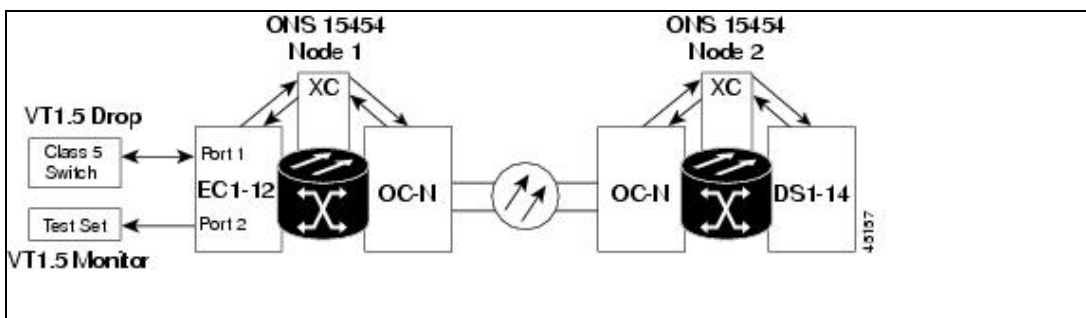 ONS 15454
Node 1
ONS 15454
Node 2
XC
XC
VT1.5 Drop
Class 5
Switch
Port 1
EC1-12
OC-N
OC-N
DS1-14
Test Set
Port 2
VT1.5 Monitor
45157